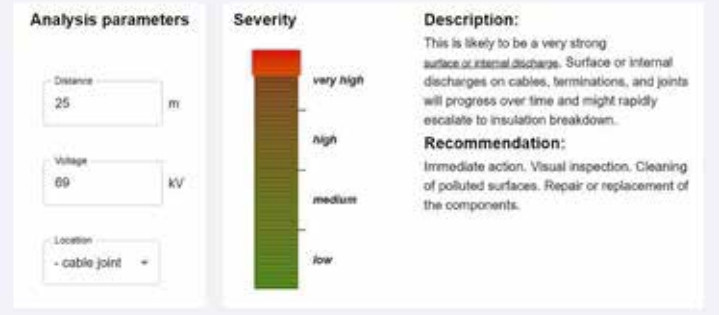 Analysis parameters
Distance
25
m
Voltage
69
kV
Location
- cable joint
Severity
very high
high
medium
low
Description:
This is likely to be a very strong
surface or internal discharge. Surface or internal
discharges on cables, terminations, and joints
will progress over time and might rapidly
escalate to insulation breakdown.
Recommendation:
Immediate action. Visual inspection. Cleaning
of polluted surfaces. Repair or replacement of
the components.